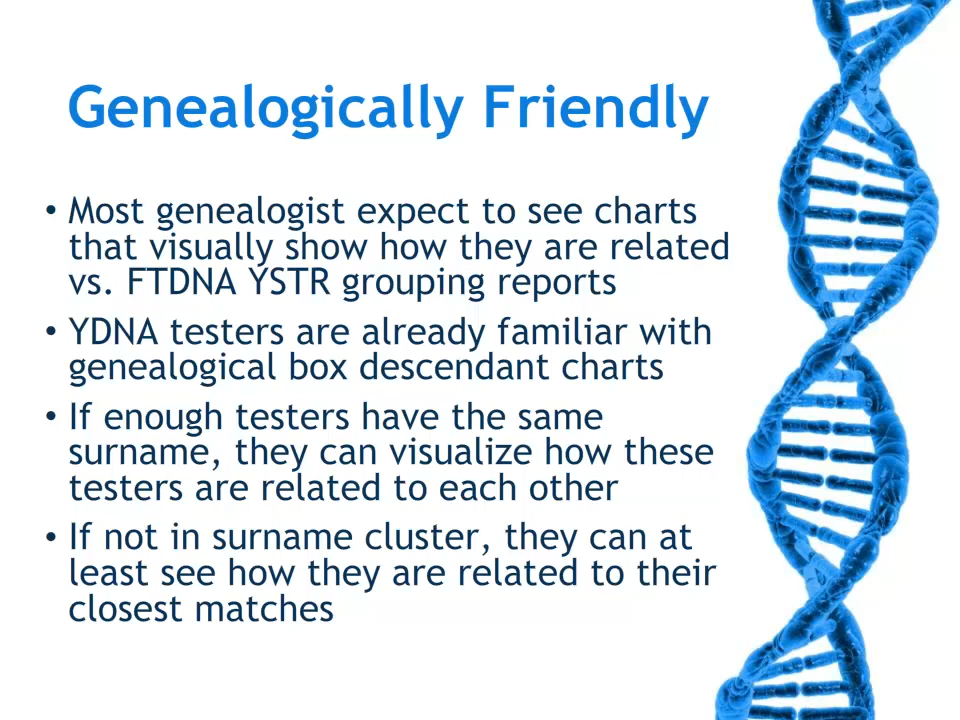 Genealogically Friendly
• Most genealogist expect to see charts
that visually show how they are related
vs. FTDNA YSTR grouping reports
• YDNA testers are already familiar with
genealogical box descendant charts
• If enough testers have the same
surname, they can visualize how these
testers are related to each other
• If not in surname cluster, they can at
least see how they are related to their
closest matches